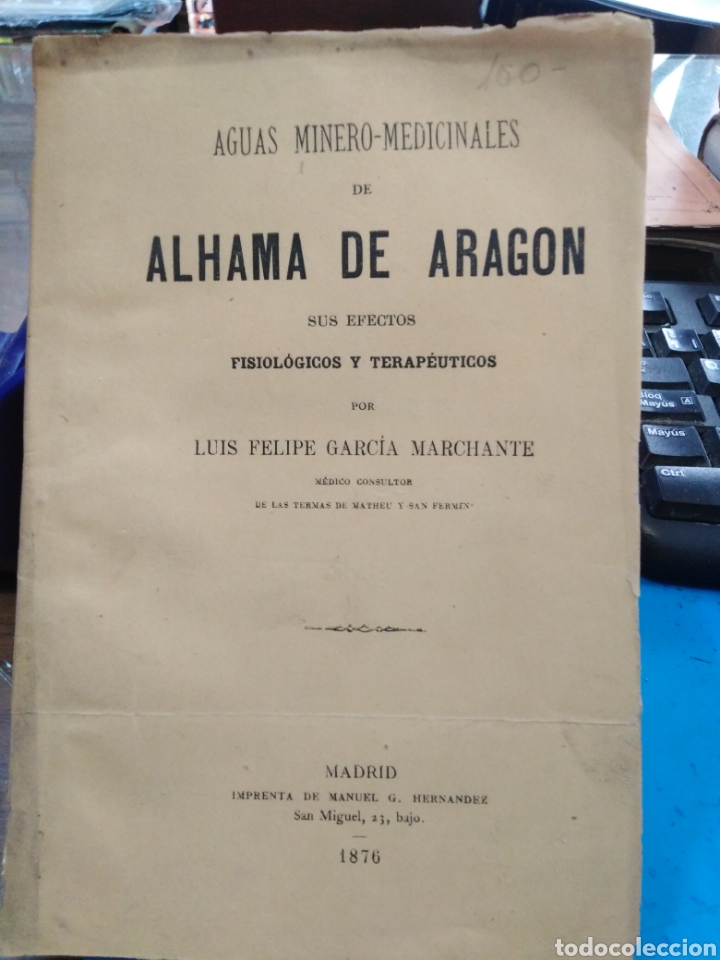 150-
AGUAS MINERO-MEDICINALES
DE
ALHAMA DE ARAGON
SUS EFECTOS
FISIOLÓGICOS Y TERAPÉUTICOS
POR
LUIS FELIPE GARCÍA MARCHANTE
MÉDICO CONSULTOR
DE LAS TERMAS DE MATHEU Y SAN FERMIN
MADRID
IMPRENTA DE MANUEL G. HERNANDEZ
San Miguel, 23, bajo.
1876
Bloq
Mayús A
Mayús
Ctrl
todocoleccion